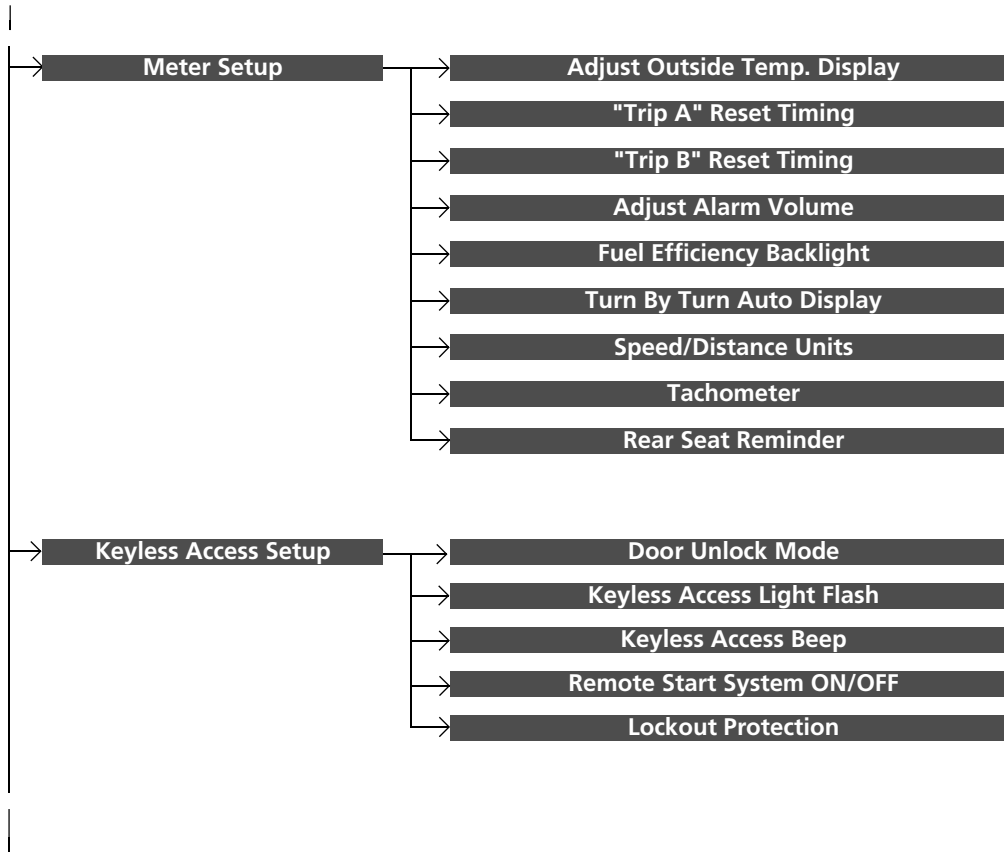 Meter Setup
Adjust Outside Temp. Display
"Trip A" Reset Timing
"Trip B" Reset Timing
Adjust Alarm Volume
Fuel Efficiency Backlight
Turn By Turn Auto Display
Speed/Distance Units
Tachometer
Rear Seat Reminder
Keyless Access Setup
Door Unlock Mode
Keyless Access Light Flash
Keyless Access Beep
Remote Start System ON/OFF
Lockout Protection